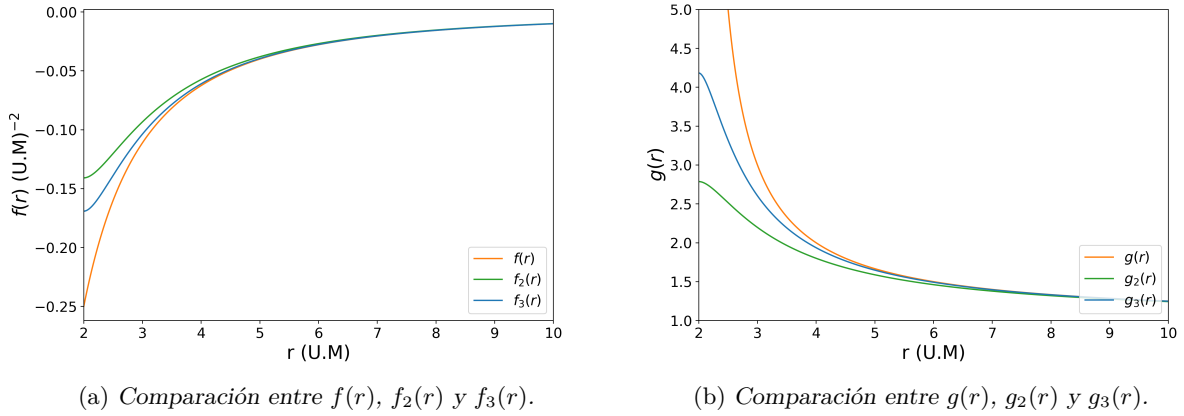 0.00
−0.05
−0.10
−0.15
−0.20
−0.25
f(r) (U.M)⁻²
2 3 4 5 6 7 8 9 10
r (U.M)
f(r)
f₂(r)
f₃(r)
(a) Comparación entre f(r), f₂(r) y f₃(r).
5.0
4.5
4.0
3.5
3.0
2.5
2.0
1.5
1.0
g(r)
2 3 4 5 6 7 8 9 10
r (U.M)
g(r)
g₂(r)
g₃(r)
(b) Comparación entre g(r), g₂(r) y g₃(r).